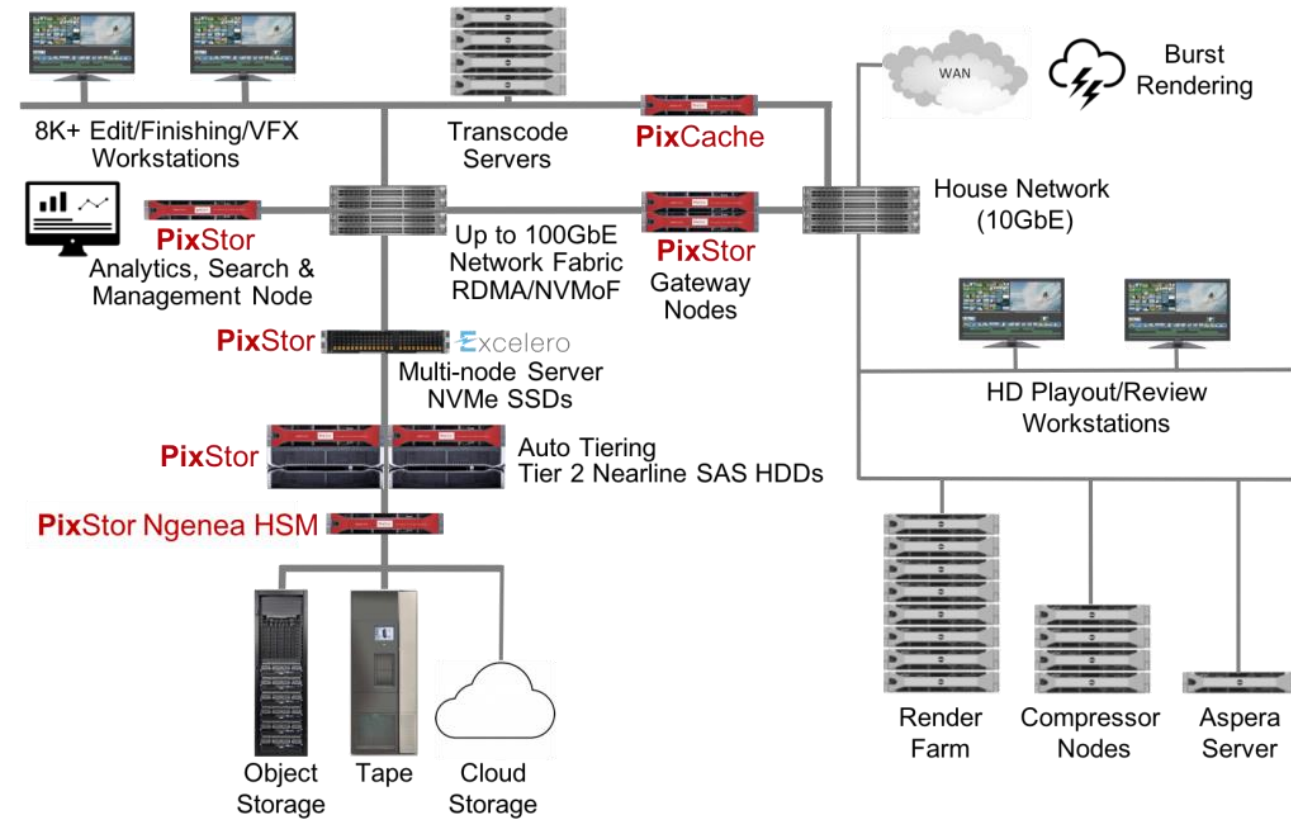 WAN
Burst
Rendering
8K+ Edit/Finishing/VFX
Workstations
Transcode
Servers
PixCache
PixStor
Analytics, Search &
Management Node
Up to 100GbE
Network Fabric
RDMA/NVMoF
PixStor
Gateway
Nodes
House Network
(10GbE)
PixStor
Excelero
Multi-node Server
NVMe SSDs
HD Playout/Review
Workstations
PixStor
Auto Tiering
Tier 2 Nearline SAS HDDs
PixStor Ngenea HSM
Object
Storage
Tape
Cloud
Storage
Render
Farm
Compressor
Nodes
Aspera
Server